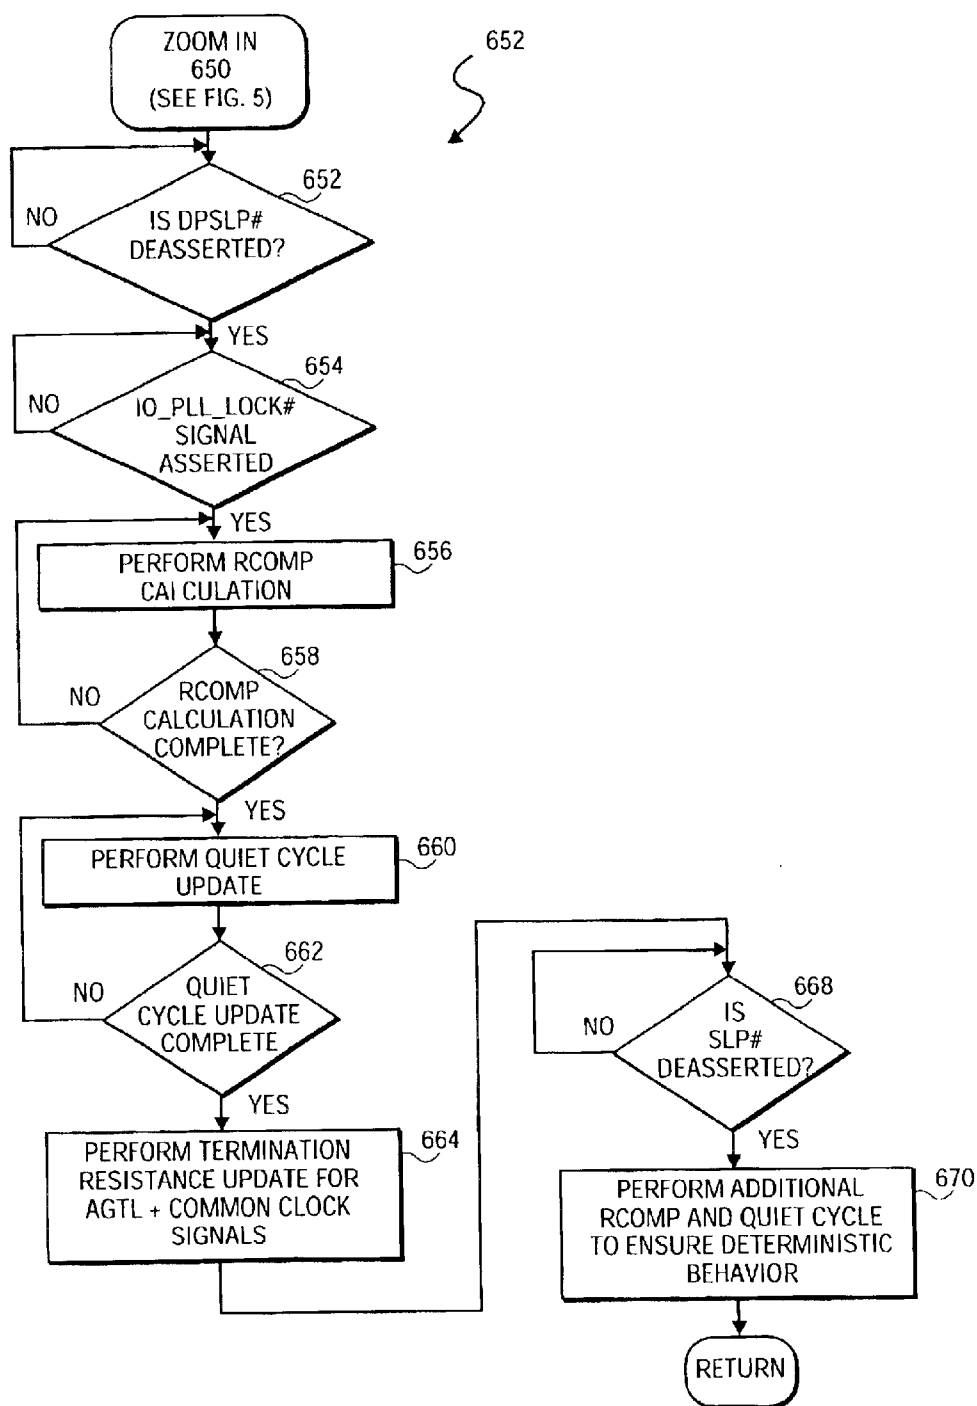 ZOOM IN
650
(SEE FIG. 5)
652
652
IS DPSLP#
DEASSERTED?
NO
YES
654
IO_PLL_LOCK#
SIGNAL
ASSERTED
NO
YES
656
PERFORM RCOMP
CALCULATION
658
RCOMP
CALCULATION
COMPLETE?
NO
YES
660
PERFORM QUIET CYCLE
UPDATE
662
QUIET
CYCLE UPDATE
COMPLETE
NO
YES
664
PERFORM TERMINATION
RESISTANCE UPDATE FOR
AGTL + COMMON CLOCK
SIGNALS
668
IS
SLP#
DEASSERTED?
NO
YES
670
PERFORM ADDITIONAL
RCOMP AND QUIET CYCLE
TO ENSURE DETERMINISTIC
BEHAVIOR
RETURN